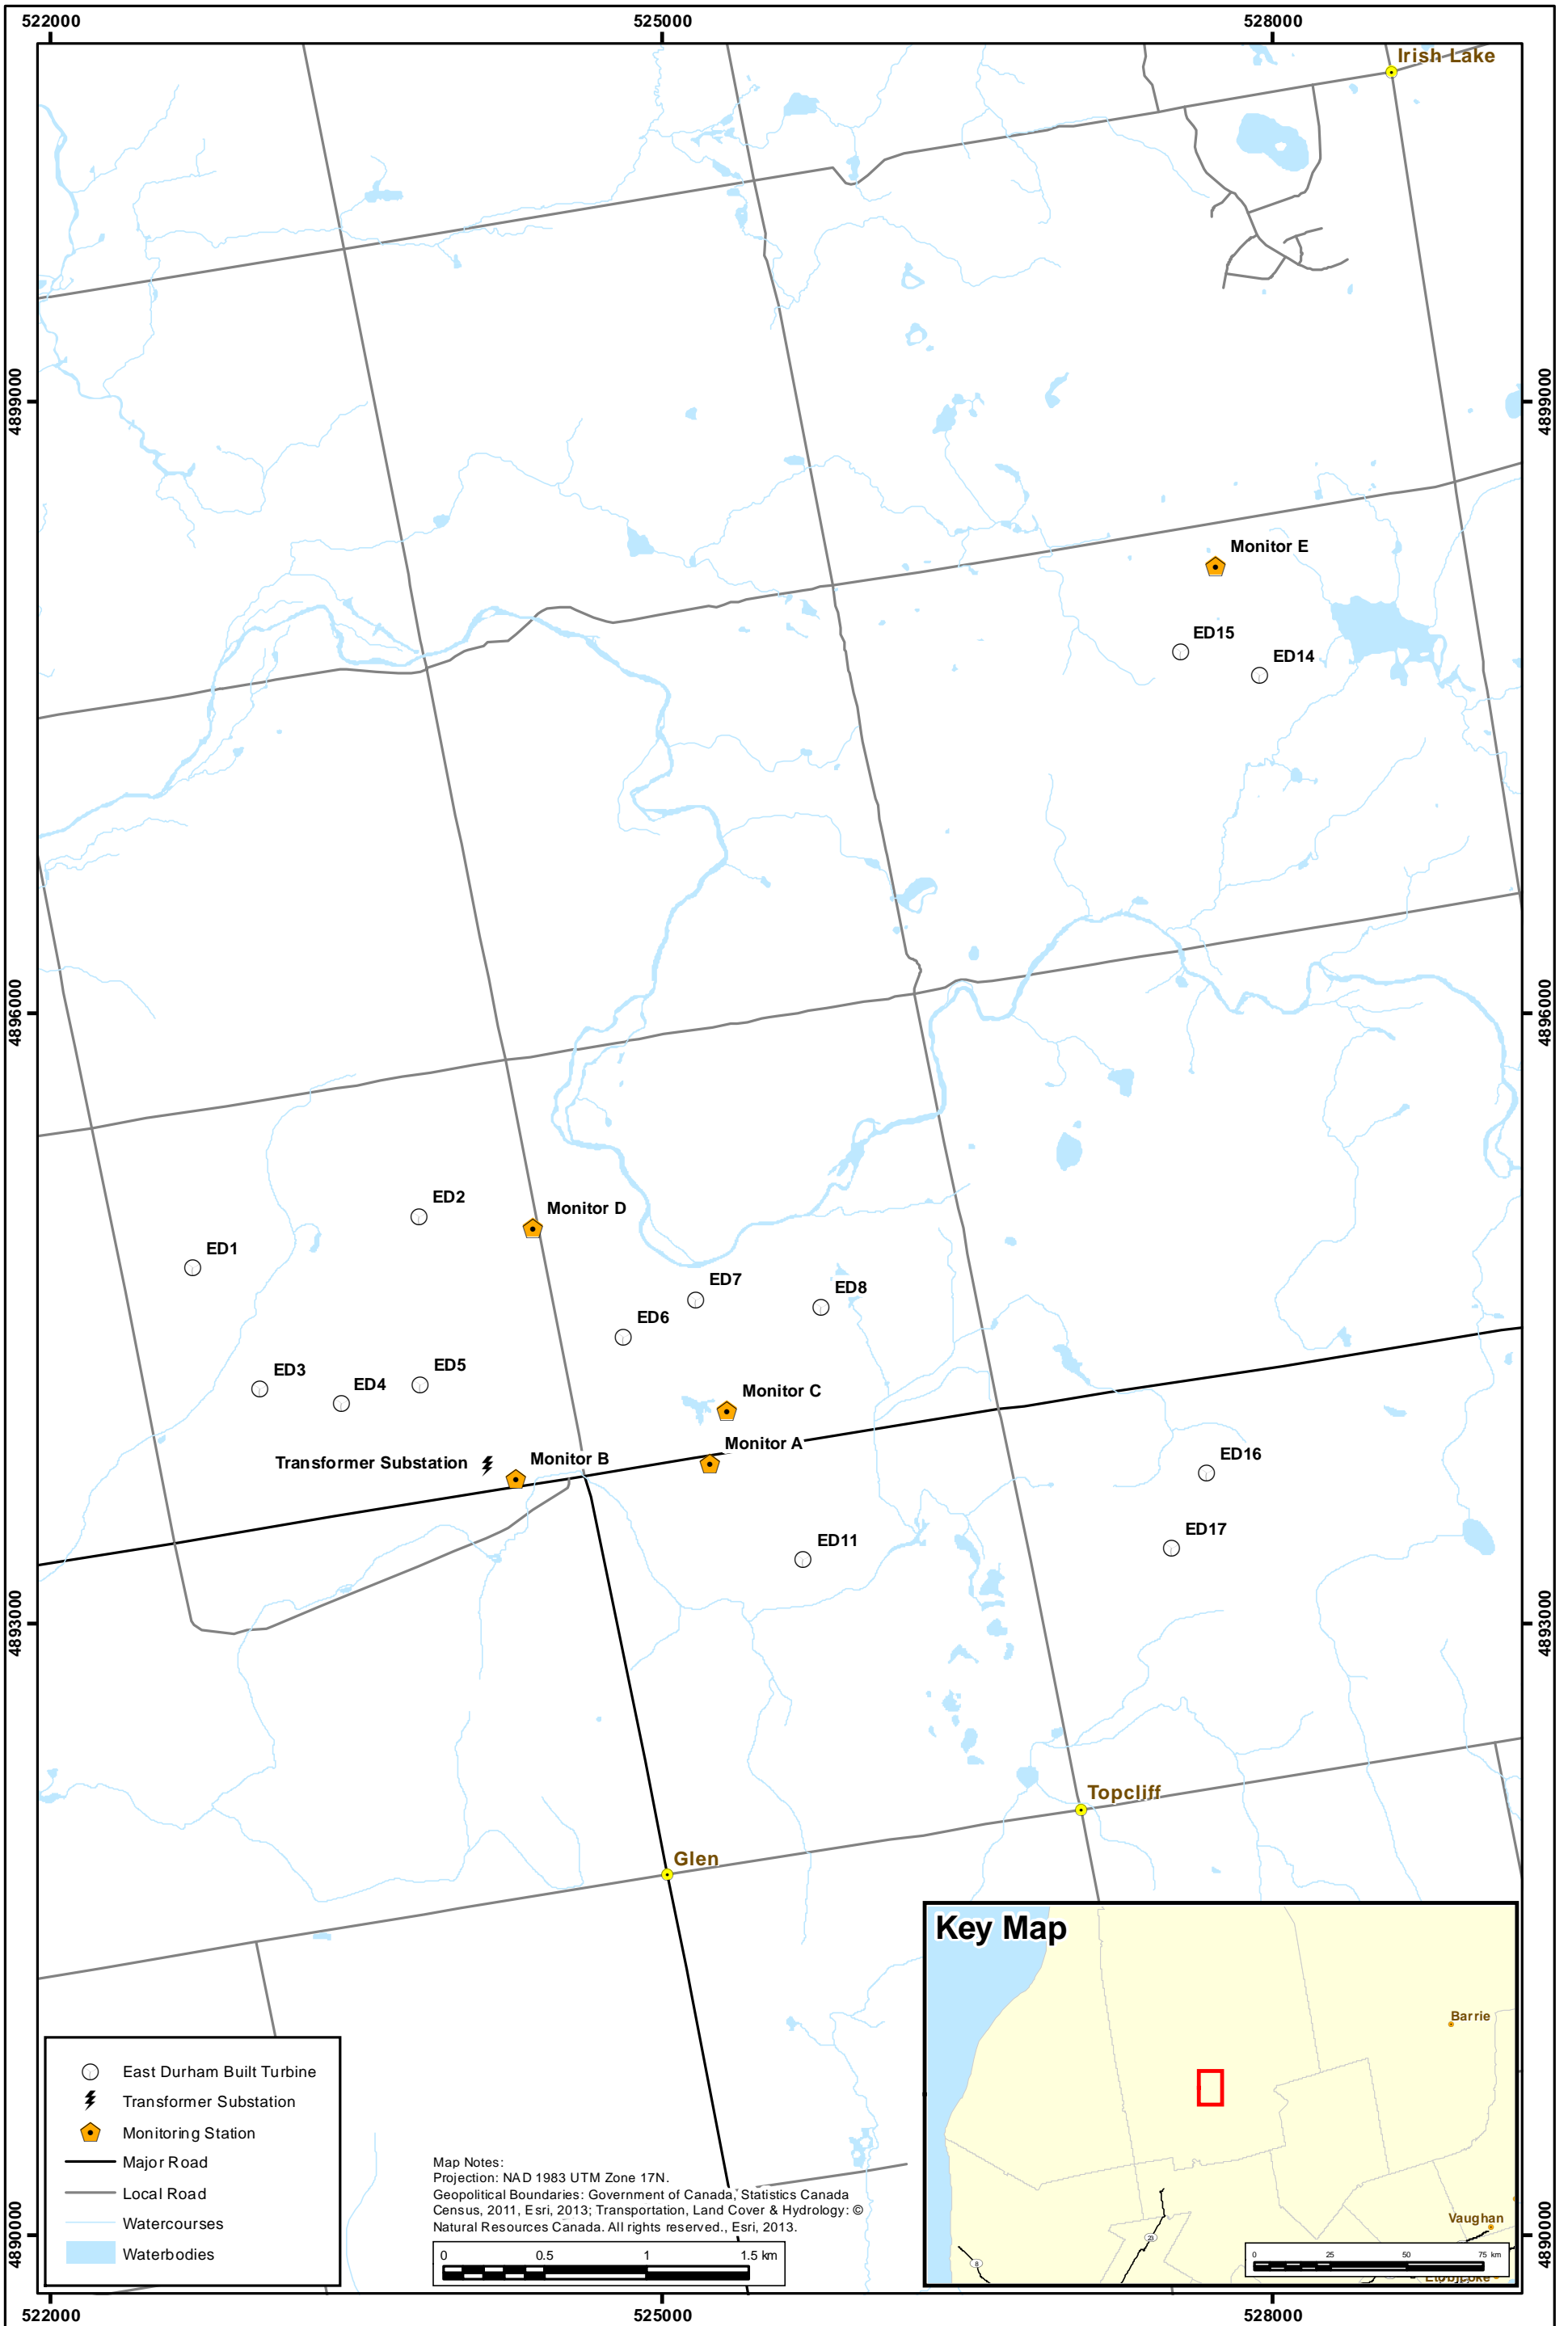 522000
525000
528000
Irish Lake
4899000
4899000
Monitor E
ED15
ED14
4896000
4896000
ED2
Monitor D
ED1
ED7
ED8
ED6
ED5
ED3
ED4
Monitor C
Monitor A
Transformer Substation
Monitor B
ED16
ED17
ED11
4893000
4893000
Topcliff
Glen
Key Map
Barrie
Vaughan
23
8
0 25 50 75 km
Etobicoke
East Durham Built Turbine
Transformer Substation
Monitoring Station
Major Road
Local Road
Watercourses
Waterbodies
Map Notes:
Projection: NAD 1983 UTM Zone 17N.
Geopolitical Boundaries: Government of Canada, Statistics Canada
Census, 2011, Esri, 2013; Transportation, Land Cover & Hydrology: ©
Natural Resources Canada. All rights reserved., Esri, 2013.
0 0.5 1 1.5 km
4890000
4890000
522000
525000
528000